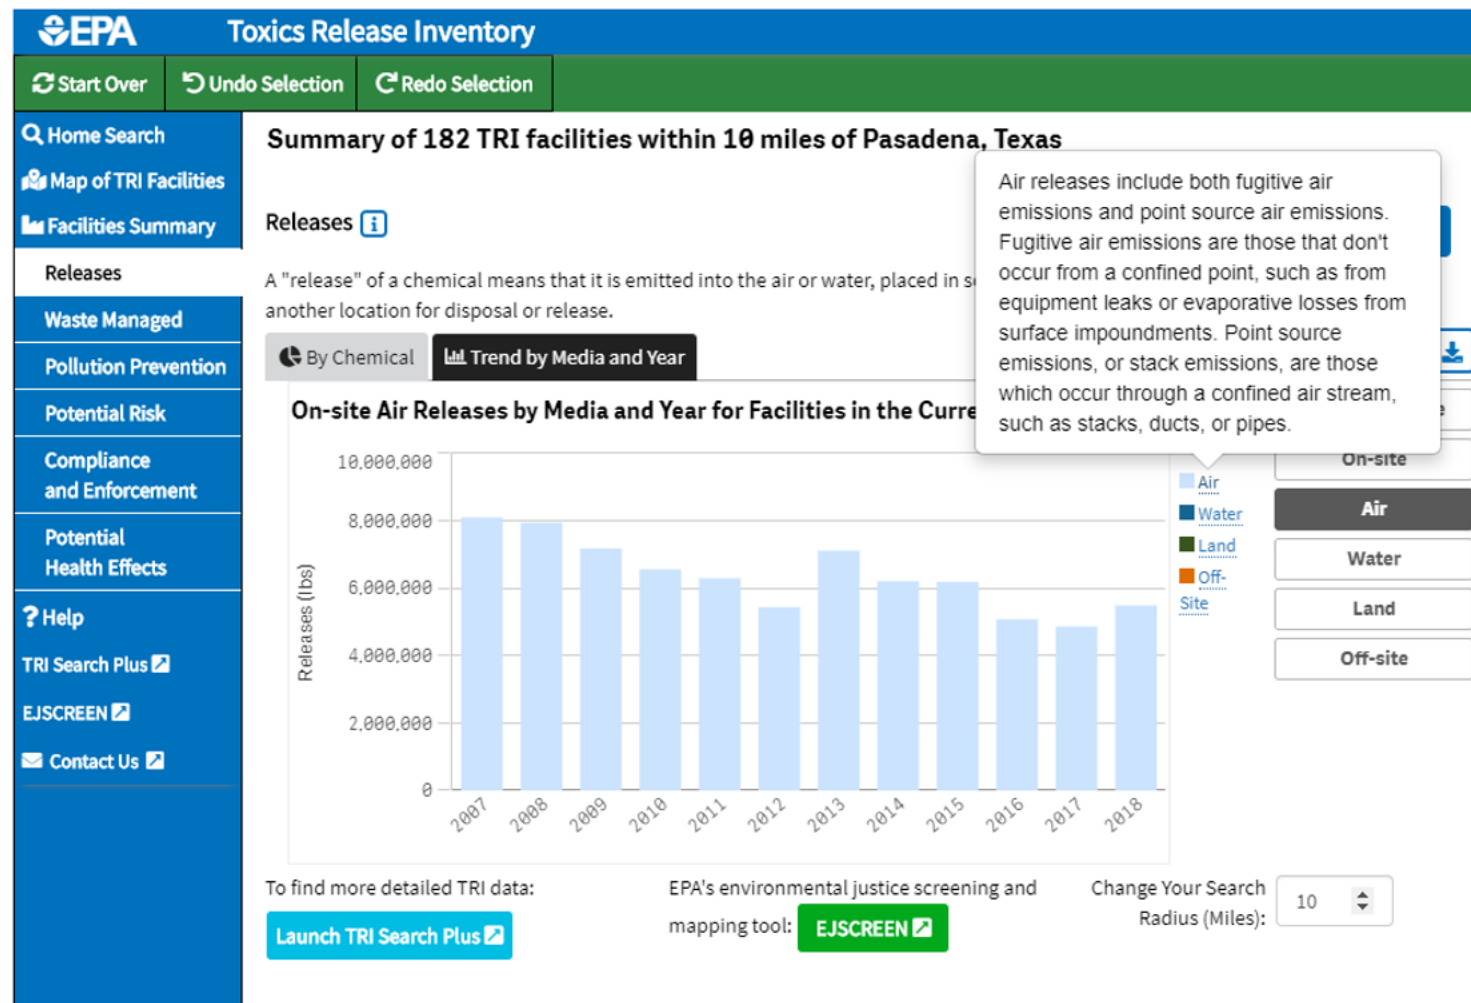 EPA Toxics Release Inventory
Start Over Undo Selection Redo Selection
Home Search
Map of TRI Facilities
Facilities Summary
Releases
Waste Managed
Pollution Prevention
Potential Risk
Compliance
and Enforcement
Potential
Health Effects
? Help
TRI Search Plus
EJSCREEN
Contact Us
Summary of 182 TRI facilities within 10 miles of Pasadena, Texas
Releases i
A "release" of a chemical means that it is emitted into the air or water, placed in
another location for disposal or release.
By Chemical Trend by Media and Year
Air releases include both fugitive air
emissions and point source air emissions.
Fugitive air emissions are those that don't
occur from a confined point, such as from
equipment leaks or evaporative losses from
surface impoundments. Point source
emissions, or stack emissions, are those
which occur through a confined air stream,
such as stacks, ducts, or pipes.
On-site Air Releases by Media and Year for Facilities in the
Releases (lbs)
10,000,000
8,000,000
6,000,000
4,000,000
2,000,000
0
2007 2008 2009 2010 2011 2012 2013 2014 2015 2016 2017 2018
Air
Water
Land
Off-
Site
On-site
Air
Water
Land
Off-site
To find more detailed TRI data:
Launch TRI Search Plus
EPA's environmental justice screening and
mapping tool: EJSCREEN
Change Your Search
Radius (Miles): 10